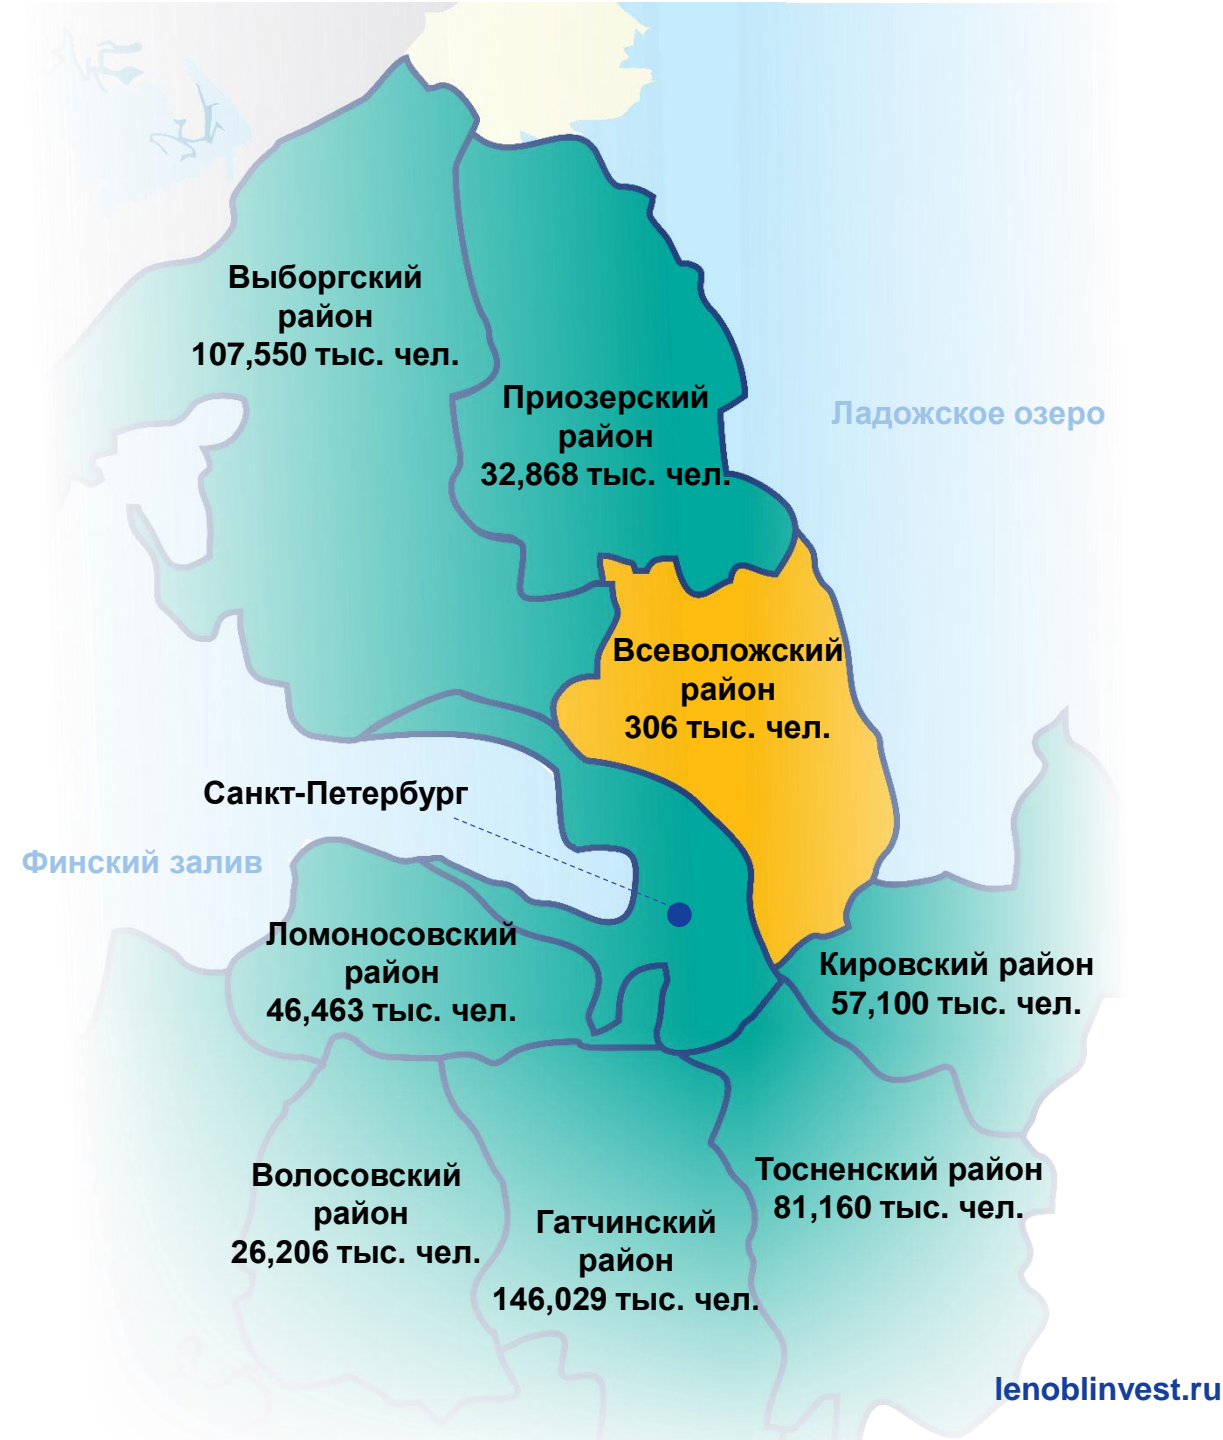 Выборгский
район
107,550 тыс. чел.
Приозерский
район
32,868 тыс. чел.
Ладожское озеро
Всеволожский
район
306 тыс. чел.
Санкт-Петербург
Финский залив
Ломоносовский
район
46,463 тыс. чел.
Кировский район
57,100 тыс. чел.
Волосовский
район
26,206 тыс. чел.
Гатчинский
район
146,029 тыс. чел.
Тосненский район
81,160 тыс. чел.
lenoblinvest.ru